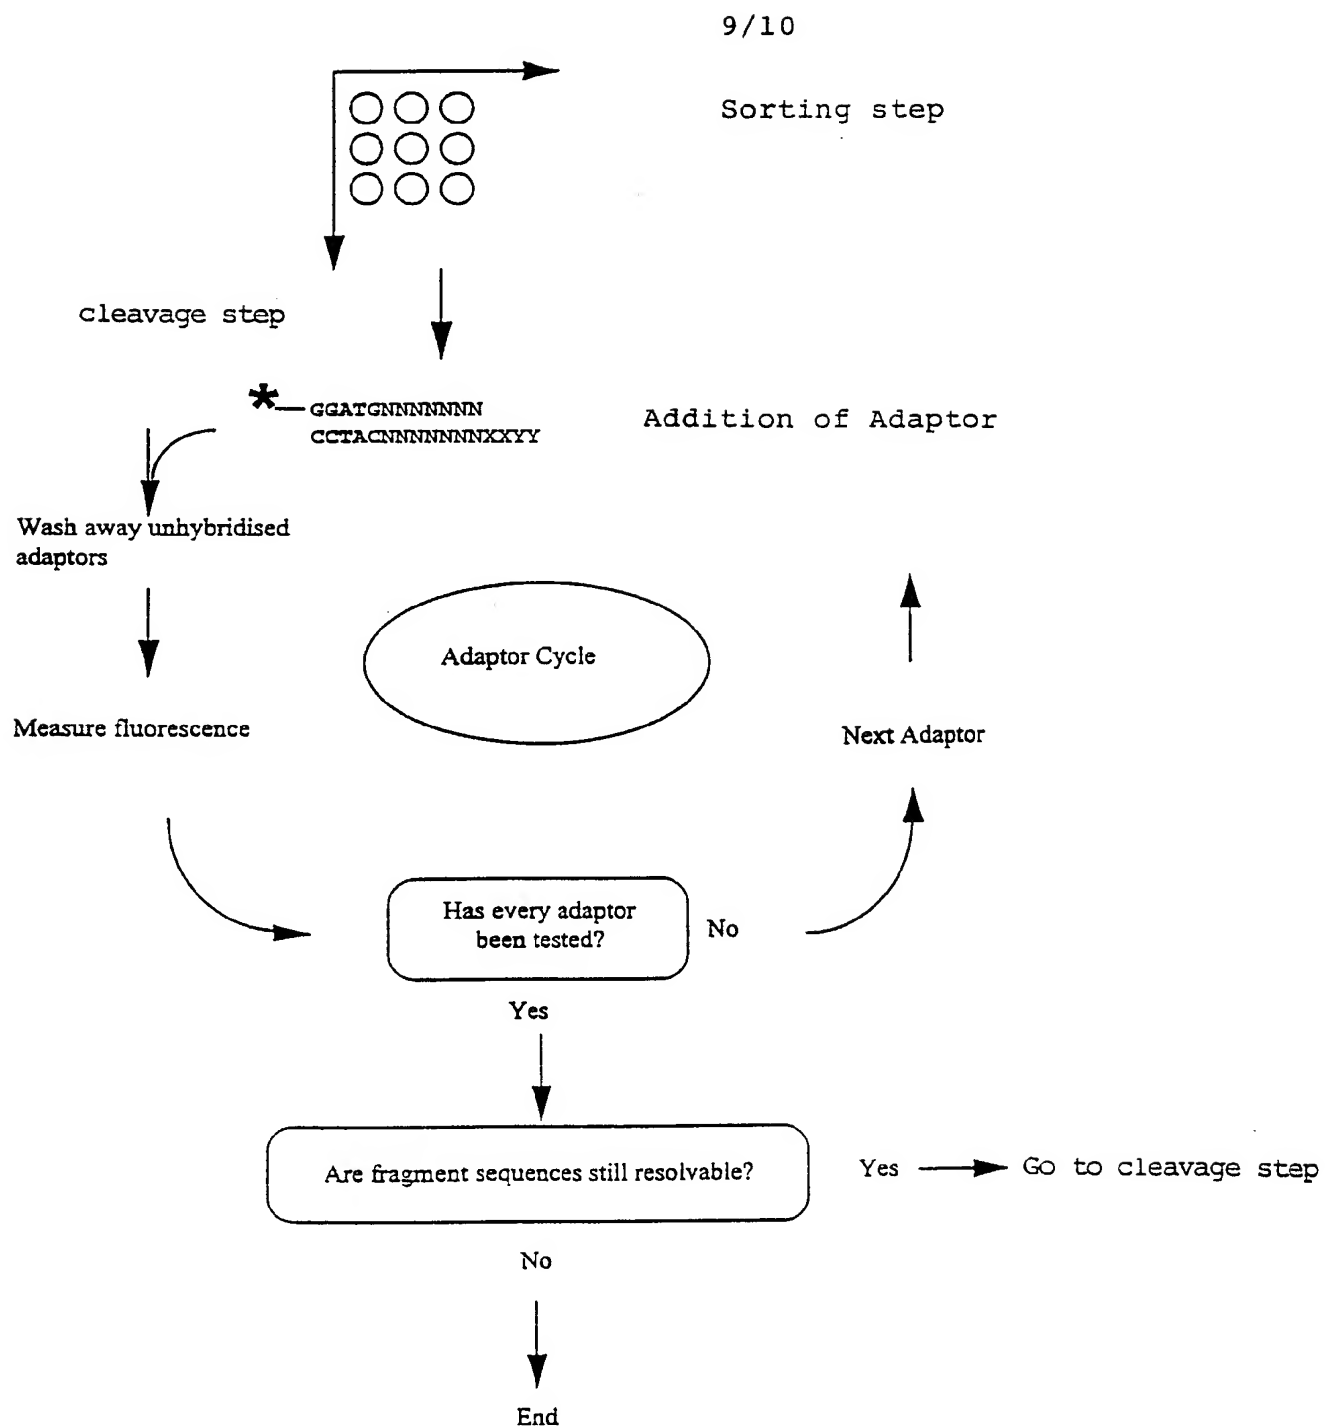 9/10
Sorting step
cleavage step
*—GGATGNNNNNNN
CCTACNNNNNNNXXYY
Addition of Adaptor
Wash away unhybridised
adaptors
Adaptor Cycle
Measure fluorescence
Next Adaptor
Has every adaptor
been tested?
No
Yes
Are fragment sequences still resolvable?
Yes
Go to cleavage step
No
End